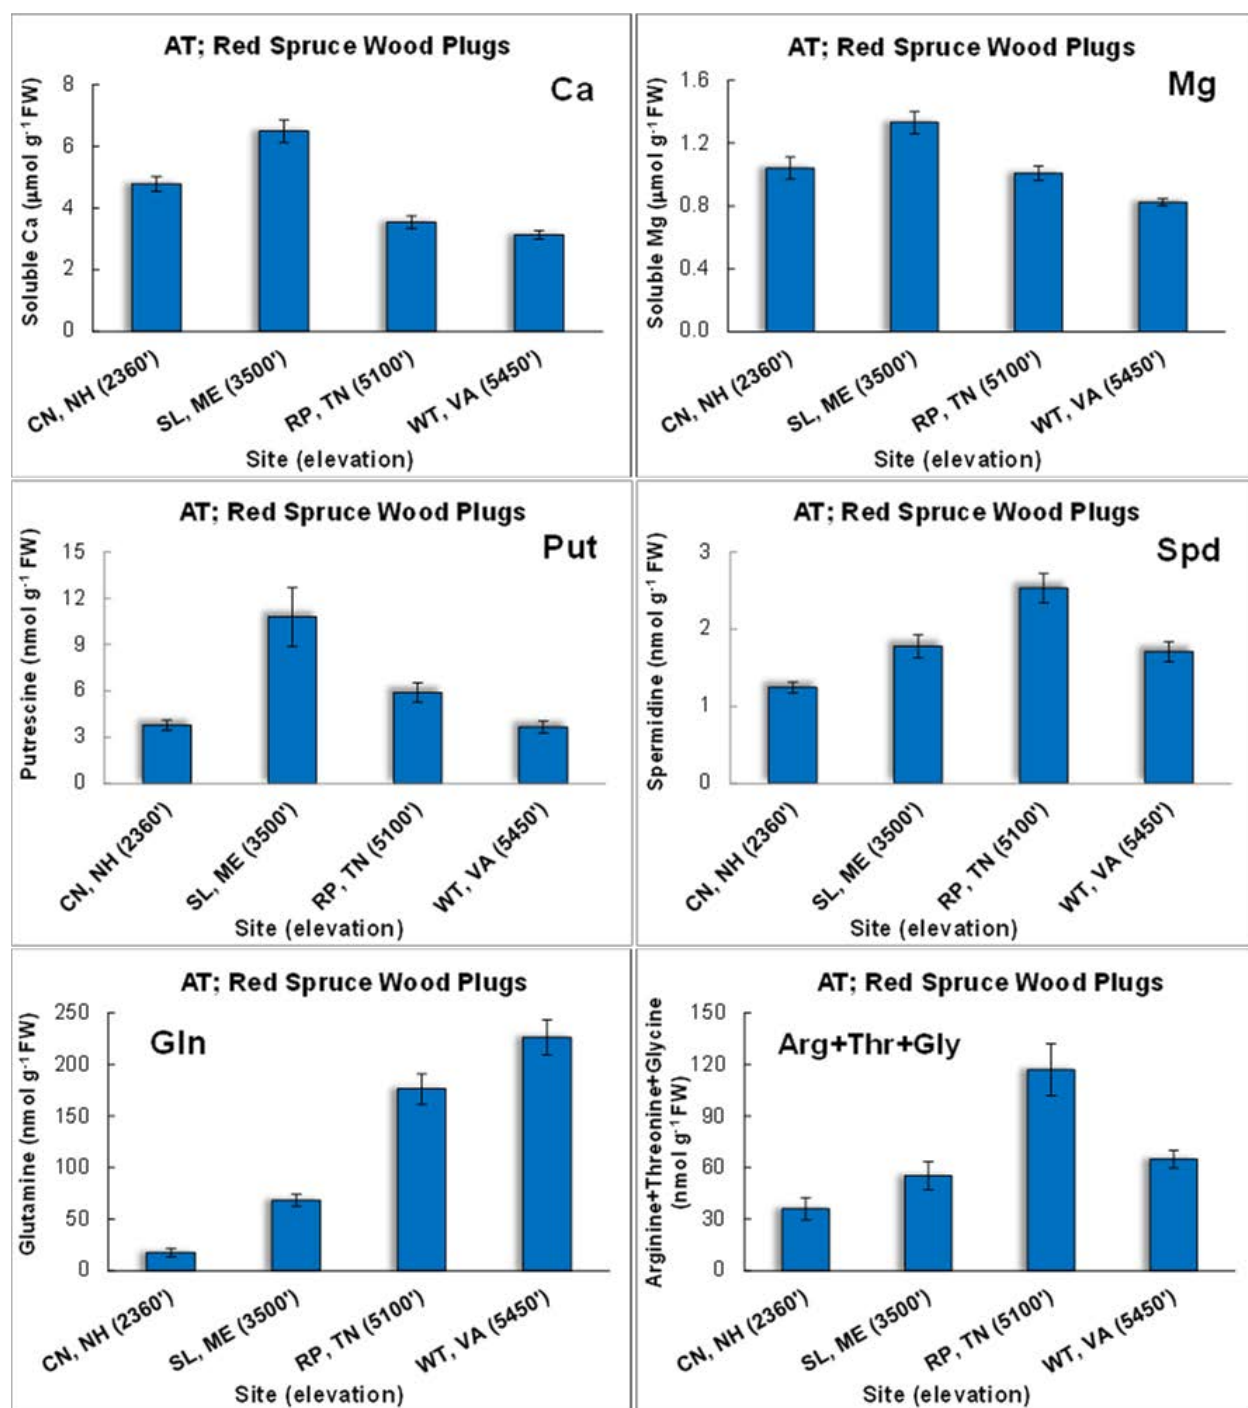 AT; Red Spruce Wood Plugs
Ca
Soluble Ca (µmol g⁻¹ FW)
8
6
4
2
0
CN, NH (2360')
SL, ME (3500')
RP, TN (5100')
WT, VA (5450')
Site (elevation)
AT; Red Spruce Wood Plugs
Mg
Soluble Mg (µmol g⁻¹ FW)
1.6
1.2
0.8
0.4
0.0
CN, NH (2360')
SL, ME (3500')
RP, TN (5100')
WT, VA (5450')
Site (elevation)
AT; Red Spruce Wood Plugs
Put
Putrescine (nmol g⁻¹ FW)
15
12
9
6
3
0
CN, NH (2360')
SL, ME (3500')
RP, TN (5100')
WT, VA (5450')
Site (elevation)
AT; Red Spruce Wood Plugs
Spd
Spermidine (nmol g⁻¹ FW)
3
2
1
0
CN, NH (2360')
SL, ME (3500')
RP, TN (5100')
WT, VA (5450')
Site (elevation)
AT; Red Spruce Wood Plugs
Gln
Glutamine (nmol g⁻¹ FW)
250
200
150
100
50
0
CN, NH (2360')
SL, ME (3500')
RP, TN (5100')
WT, VA (5450')
Site (elevation)
AT; Red Spruce Wood Plugs
Arg+Thr+Gly
Arginine+Threonine+Glycine
(nmol g⁻¹ FW)
150
120
90
60
30
0
CN, NH (2360')
SL, ME (3500')
RP, TN (5100')
WT, VA (5450')
Site (elevation)